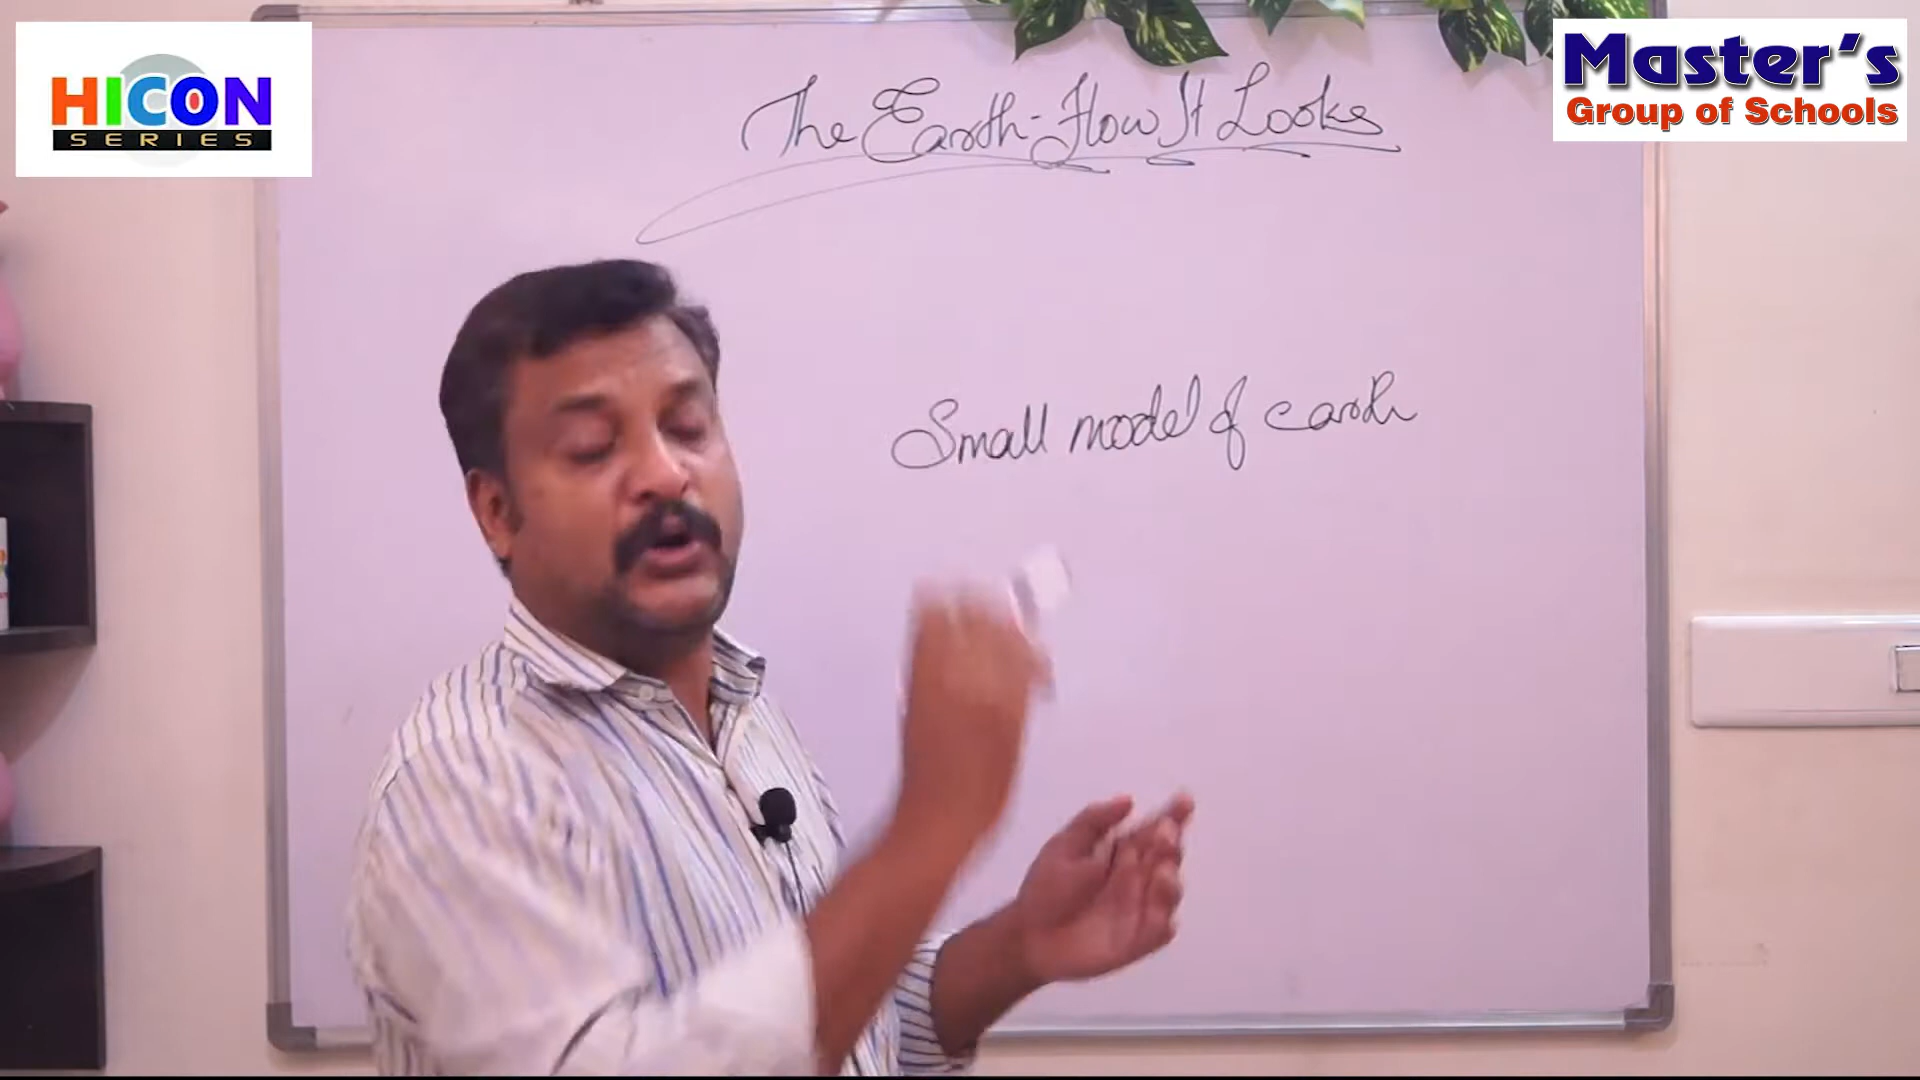 HICON
SERIES
Master's
Group of Schools
The Earth-How It Looks
Small model of earth